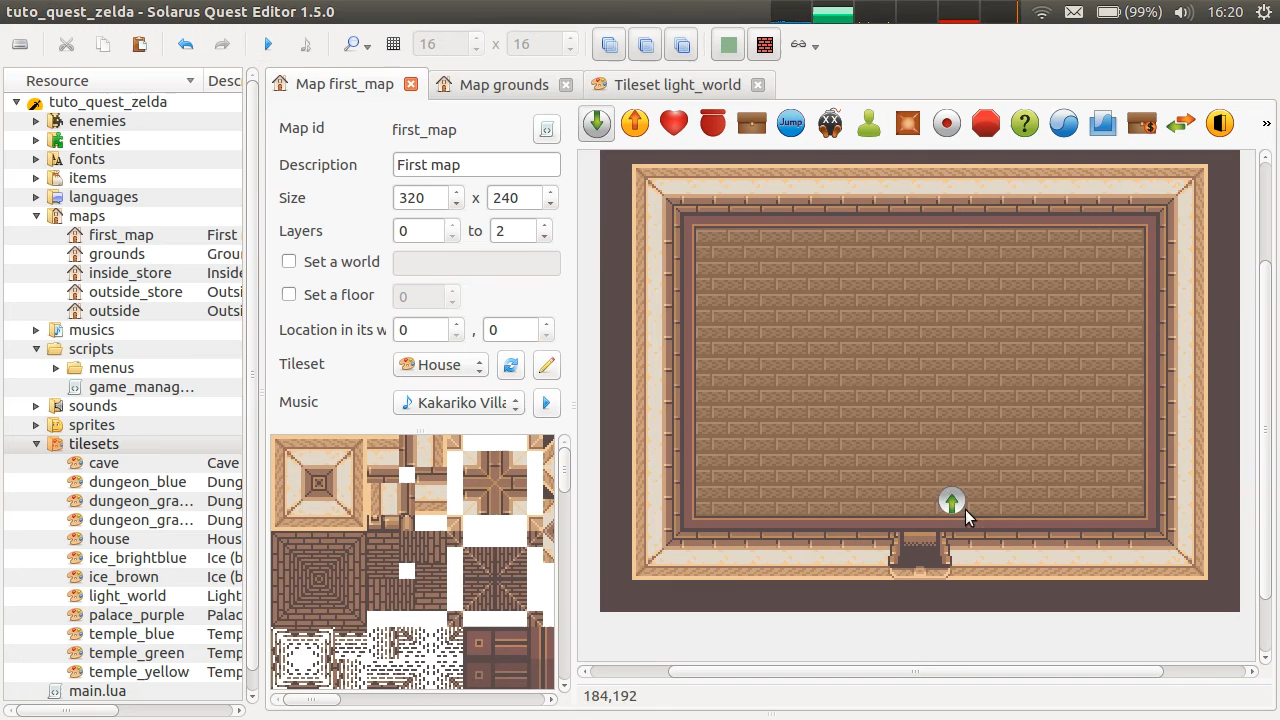 tuto_quest_zelda - Solarus Quest Editor 1.5.0
(99%)
16:20
16 x 16
Resource
Descr
tuto_quest_zelda
enemies
entities
fonts
items
languages
maps
first_map First
grounds Grou
inside_store Insid
outside_store Outsi
outside Outs
musics
scripts
menus
game_manag...
sounds
sprites
tilesets
cave Cave
dungeon_blue Dung
dungeon_gra... Dung
dungeon_gra... Dung
house House
ice_brightblue Ice (b
ice_brown Ice (b
light_world Light
palace_purple Palac
temple_blue Temp
temple_green Temp
temple_yellow Temp
main.lua
Map first_map
Map grounds
Tileset light_world
Map id first_map
Description First map
Size 320 x 240
Layers 0 to 2
Set a world
Set a floor 0
Location in its w 0 , 0
Tileset House
Music Kakariko Villa
Jump
?
$
»
184,192